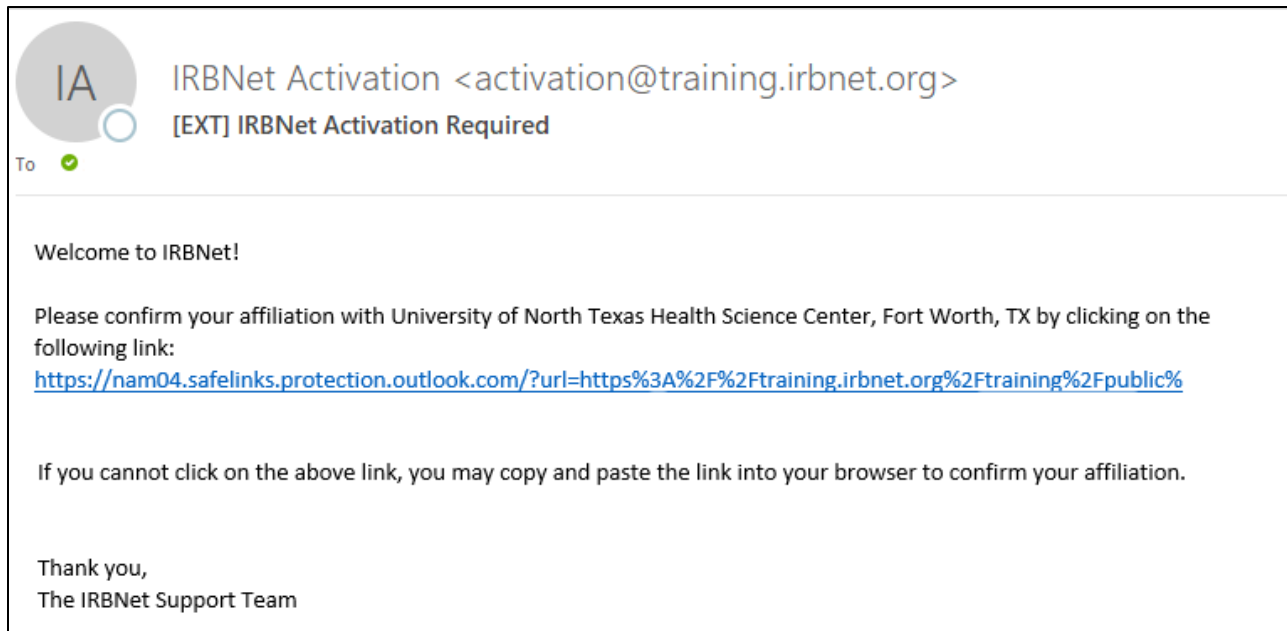 IA
IRBNet Activation <activation@training.irbnet.org>
[EXT] IRBNet Activation Required
To
Welcome to IRBNet!
Please confirm your affiliation with University of North Texas Health Science Center, Fort Worth, TX by clicking on the
following link:
https://nam04.safelinks.protection.outlook.com/?url=https%3A%2F%2Ftraining.irbnet.org%2Ftraining%2Fpublic%
If you cannot click on the above link, you may copy and paste the link into your browser to confirm your affiliation.
Thank you,
The IRBNet Support Team